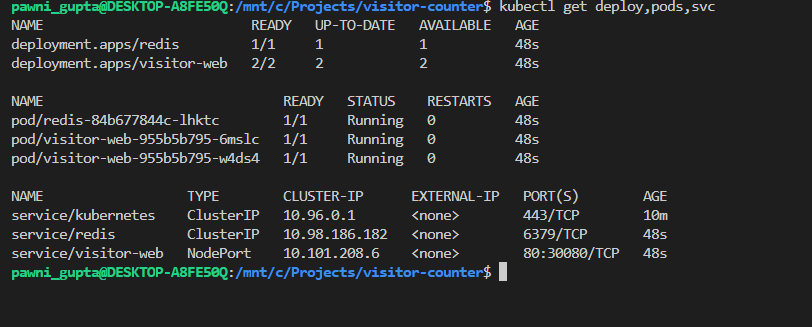 pawni_gupta@DESKTOP-A8FE50Q:/mnt/c/Projects/visitor-counter$ kubectl get deploy,pods,svc
NAME READY UP-TO-DATE AVAILABLE AGE
deployment.apps/redis 1/1 1 1 48s
deployment.apps/visitor-web 2/2 2 2 48s
NAME READY STATUS RESTARTS AGE
pod/redis-84b677844c-lhktc 1/1 Running 0 48s
pod/visitor-web-955b5b795-6mslc 1/1 Running 0 48s
pod/visitor-web-955b5b795-w4ds4 1/1 Running 0 48s
NAME TYPE CLUSTER-IP EXTERNAL-IP PORT(S) AGE
service/kubernetes ClusterIP 10.96.0.1 <none> 443/TCP 10m
service/redis ClusterIP 10.98.186.182 <none> 6379/TCP 48s
service/visitor-web NodePort 10.101.208.6 <none> 80:30080/TCP 48s
pawni_gupta@DESKTOP-A8FE50Q:/mnt/c/Projects/visitor-counter$